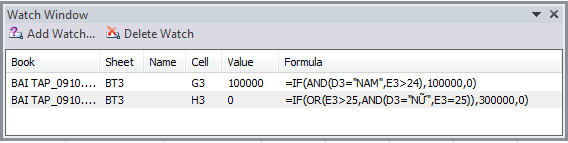 Watch Window
Add Watch... Delete Watch
Book Sheet Name Cell Value Formula
BAI TAP_0910.... BT3 G3 100000 =IF(AND(D3="NAM",E3>24),100000,0)
BAI TAP_0910.... BT3 H3 0 =IF(OR(E3>25,AND(D3="NỮ",E3=25)),300000,0)